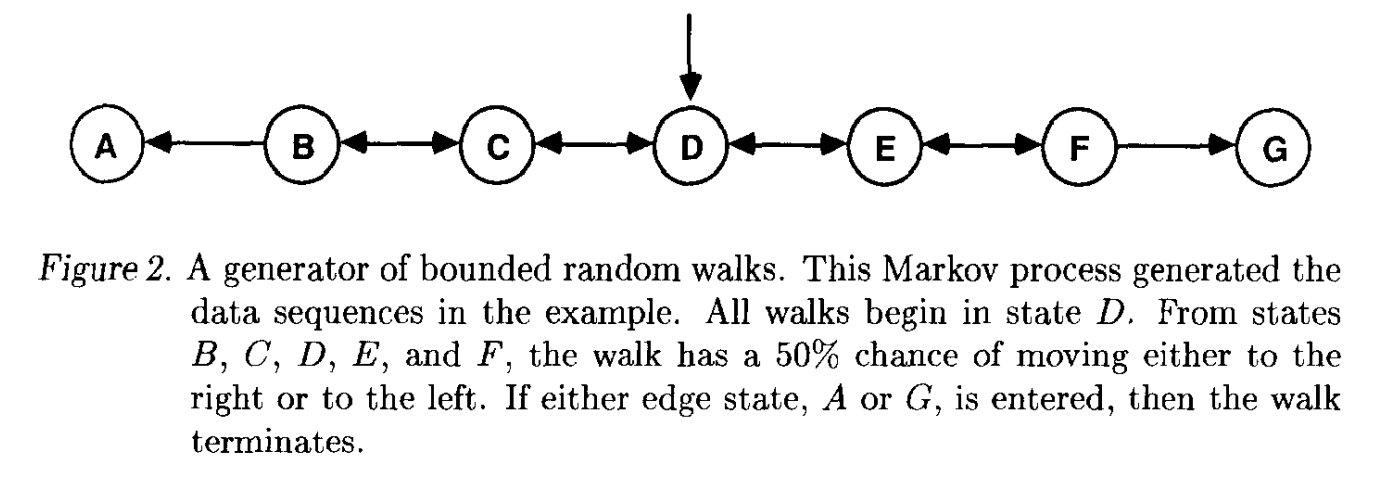 A B C D E F G
Figure 2. A generator of bounded random walks. This Markov process generated the
data sequences in the example. All walks begin in state D. From states
B, C, D, E, and F, the walk has a 50% chance of moving either to the
right or to the left. If either edge state, A or G, is entered, then the walk
terminates.